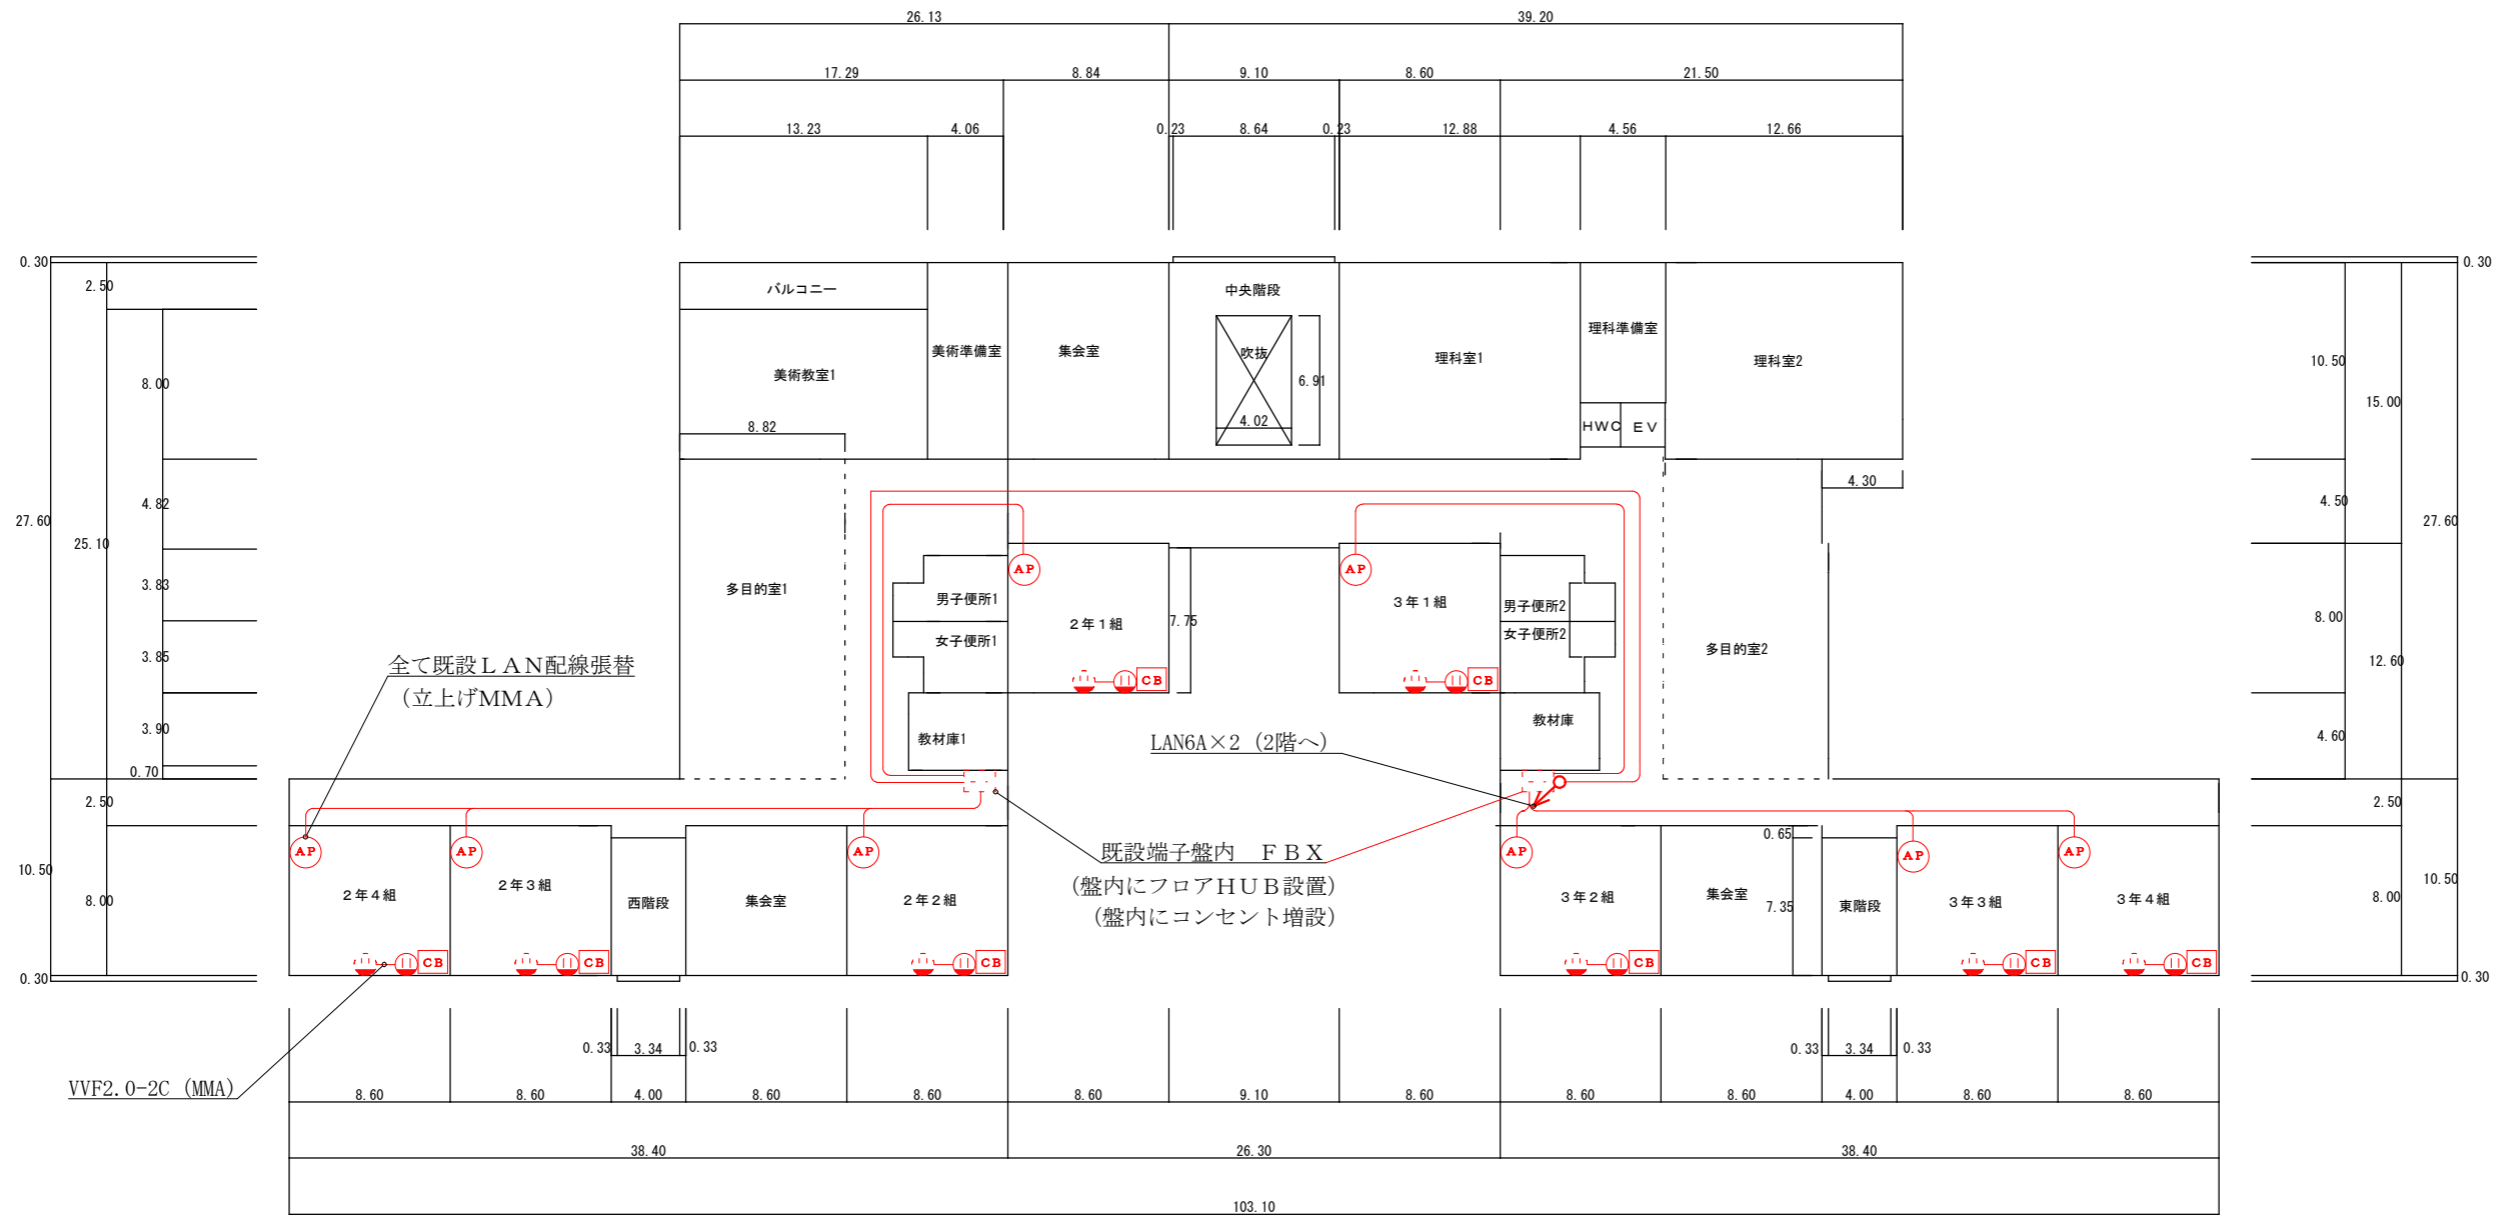 26.13
39.20
17.29
8.84
9.10
8.60
21.50
13.23
4.06
0.23
8.64
0.23
12.88
4.56
12.66
0.30
0.30
2.50
バルコニー
中央階段
理科準備室
美術準備室
集会室
吹抜
理科室1
理科室2
10.50
美術教室1
6.91
8.00
15.00
4.02
8.82
HWC
EV
4.30
4.82
4.50
27.60
27.60
25.10
AP
AP
3.83
多目的室1
男子便所1
3年1組
男子便所2
8.00
2年1組
7.75
女子便所1
女子便所2
多目的室2
3.85
全て既設LAN配線張替
12.60
(立上げMMA)
CB
CB
3.90
教材庫1
教材庫
LAN6A×2 (2階へ)
4.60
0.70
2.50
2.50
0.65
AP
AP
AP
既設端子盤内 FBX
AP
AP
AP
10.50
(盤内にフロアHUB設置)
10.50
2年4組
2年3組
8.00
西階段
集会室
2年2組
(盤内にコンセント増設)
3年2組
集会室
7.35
東階段
3年3組
3年4組
8.00
CB
CB
CB
CB
CB
CB
0.30
0.30
0.33
3.34
0.33
0.33
3.34
0.33
VVF2.0-2C (MMA)
8.60
8.60
4.00
8.60
8.60
8.60
9.10
8.60
8.60
8.60
4.00
8.60
8.60
38.40
26.30
38.40
103.10